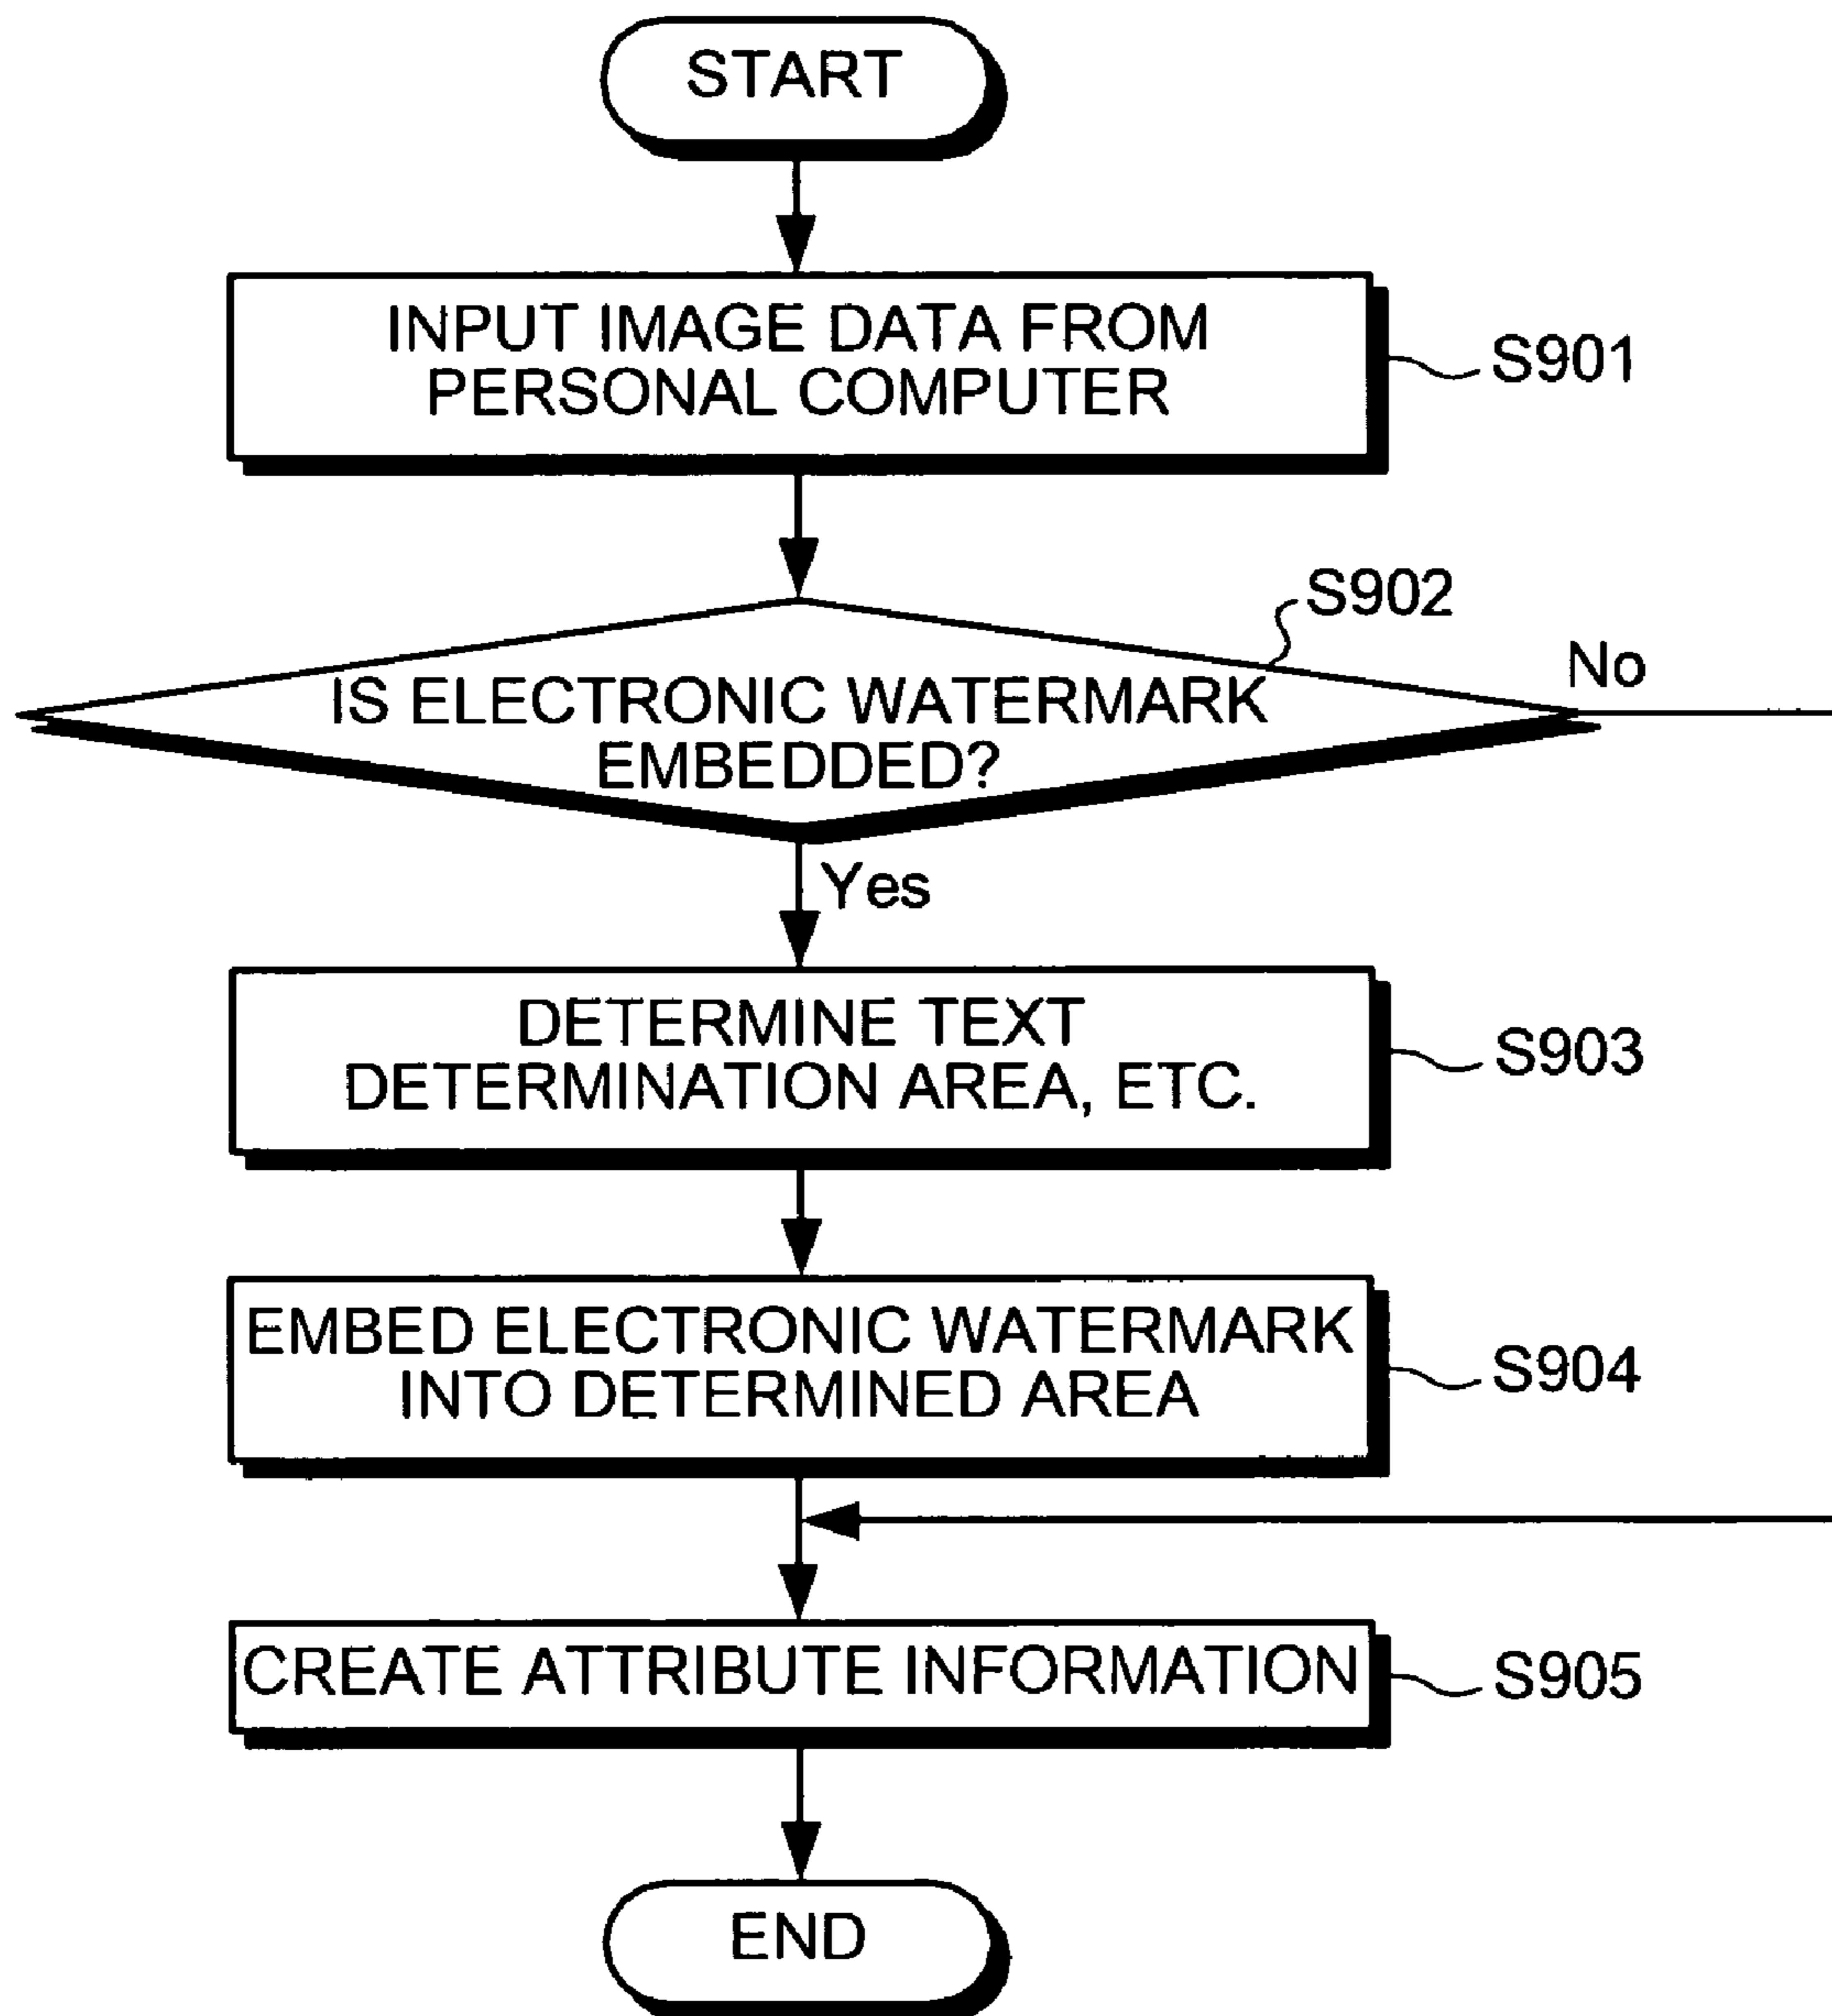 START
INPUT IMAGE DATA FROM
PERSONAL COMPUTER
S901
S902
IS ELECTRONIC WATERMARK
EMBEDDED?
No
Yes
DETERMINE TEXT
DETERMINATION AREA, ETC.
S903
EMBED ELECTRONIC WATERMARK
INTO DETERMINED AREA
S904
CREATE ATTRIBUTE INFORMATION
S905
END